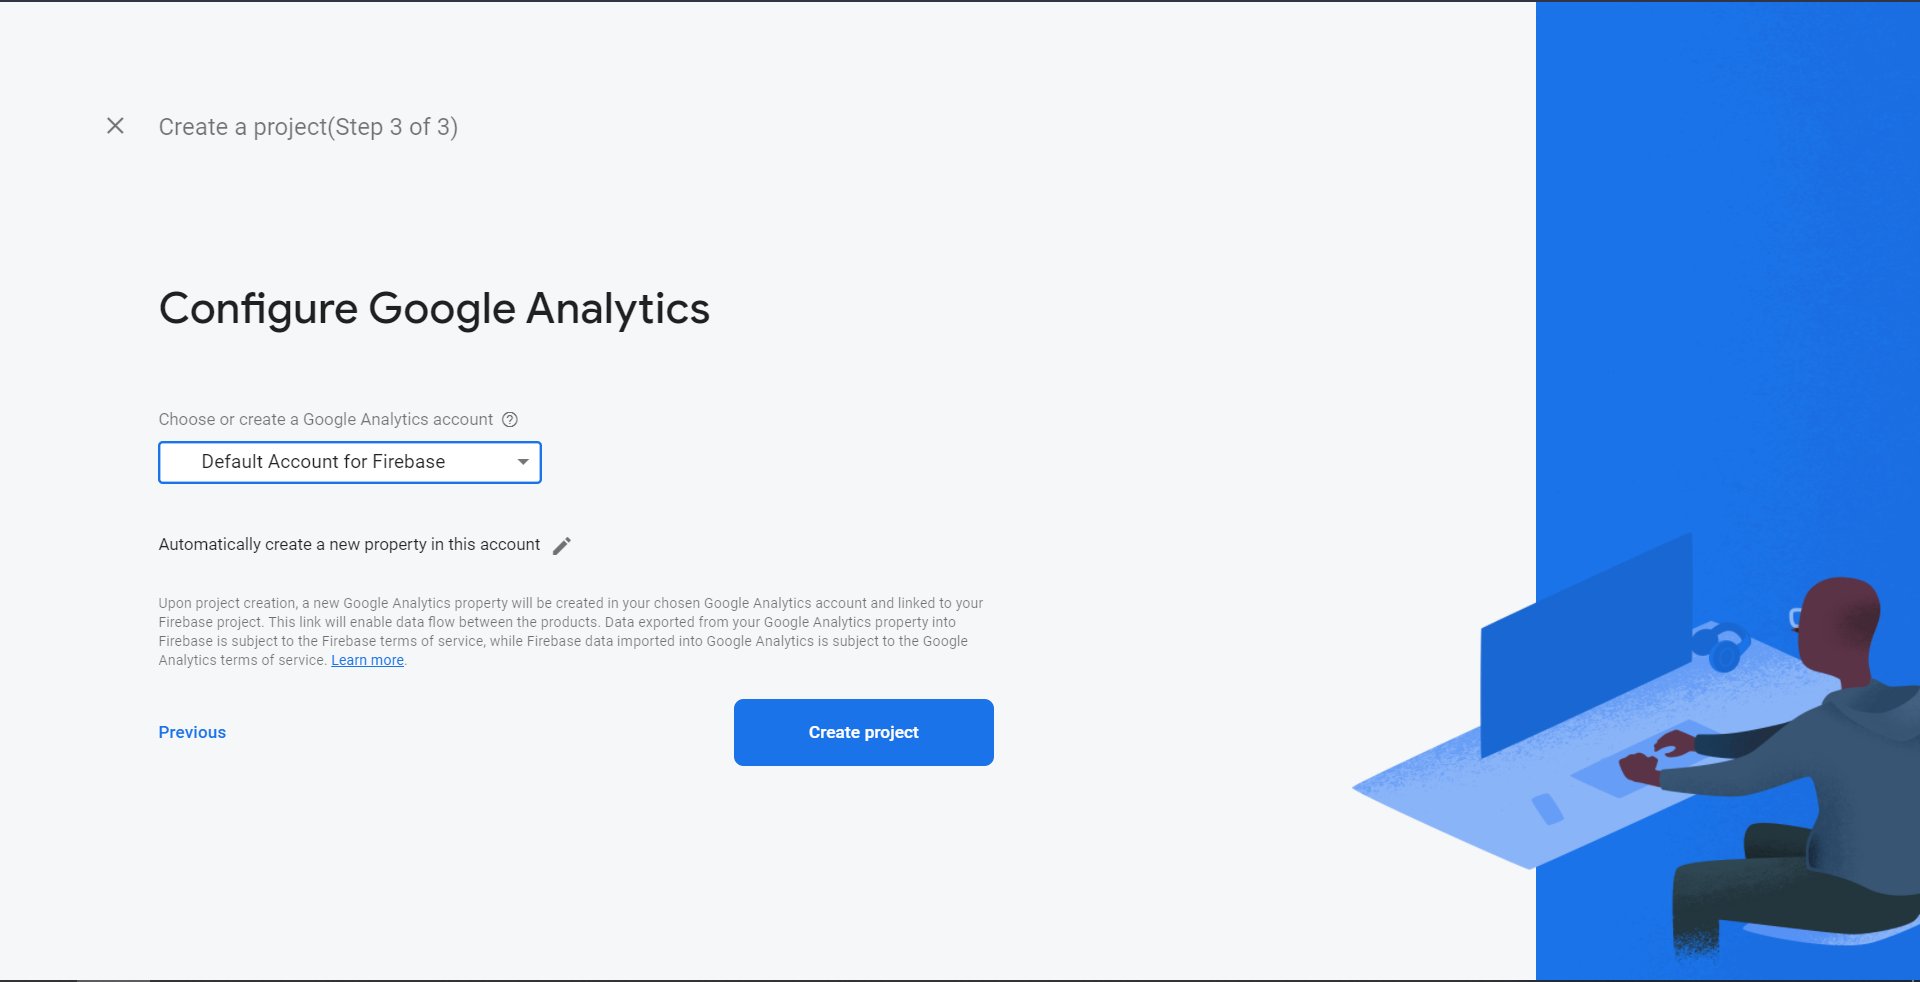 Create a project(Step 3 of 3)
Configure Google Analytics
Choose or create a Google Analytics account
Default Account for Firebase
Automatically create a new property in this account
Upon project creation, a new Google Analytics property will be created in your chosen Google Analytics account and linked to your
Firebase project. This link will enable data flow between the products. Data exported from your Google Analytics property into
Firebase is subject to the Firebase terms of service, while Firebase data imported into Google Analytics is subject to the Google
Analytics terms of service. Learn more.
Previous
Create project